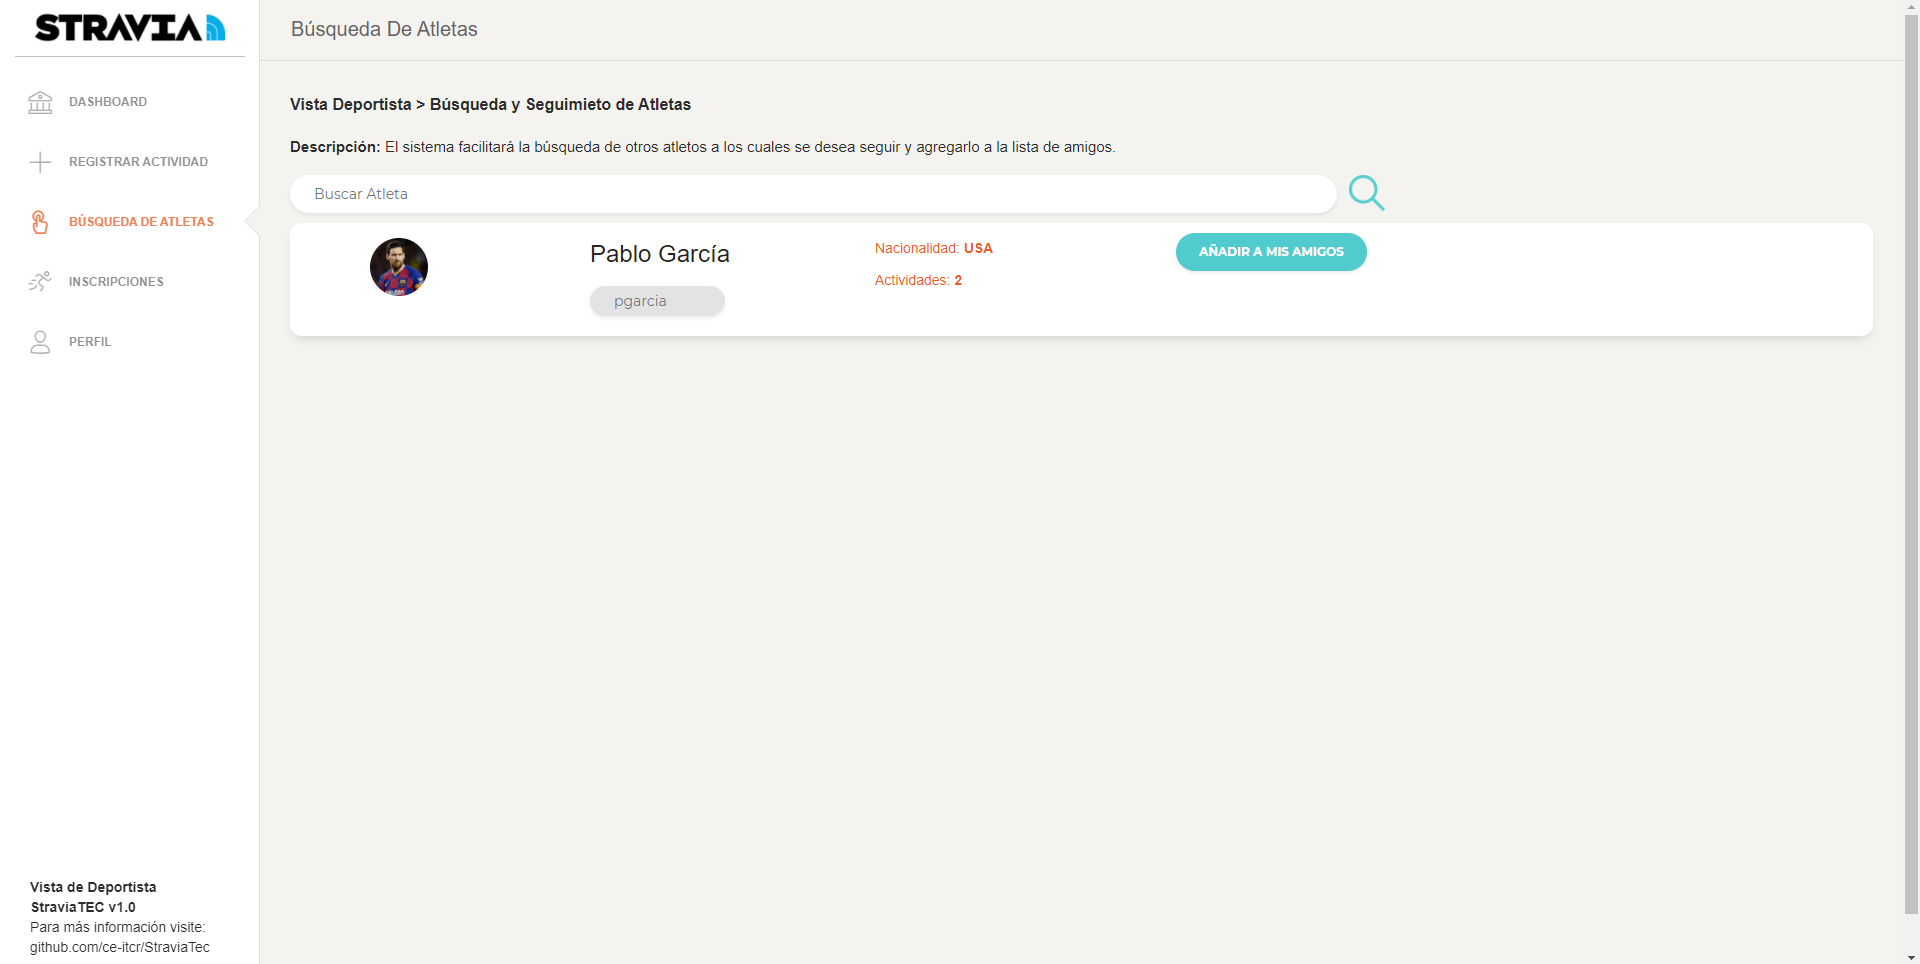 STRAVIA
DASHBOARD
REGISTRAR ACTIVIDAD
BÚSQUEDA DE ATLETAS
INSCRIPCIONES
PERFIL
Vista de Deportista
StraviaTEC v1.0
Para más información visite:
github.com/ce-itcr/StraviaTec
Búsqueda De Atletas
Vista Deportista > Búsqueda y Seguimieto de Atletas
Descripción: El sistema facilitará la búsqueda de otros atletos a los cuales se desea seguir y agregarlo a la lista de amigos.
Buscar Atleta
Pablo García
pgarcia
Nacionalidad: USA
Actividades: 2
AÑADIR A MIS AMIGOS